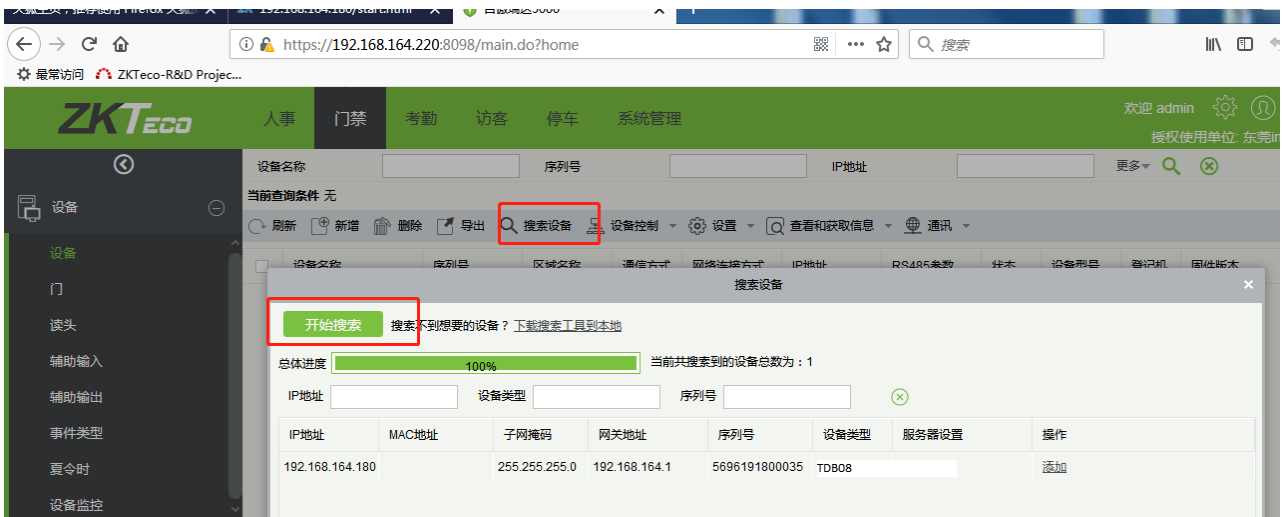 https://192.168.164.220:8098/main.do?home
搜索
最常访问 ZKTeco-R&D Projec...
ZKTECO
人事 门禁 考勤 访客 停车 系统管理
欢迎 admin
授权使用单位: 东莞in
设备名称 序列号 IP地址 更多
当前查询条件 无
设备
刷新 新增 删除 导出 搜索设备 设备控制 设置 查看和获取信息 通讯
设备
设备名称 序列号 区域名称 通信方式 网络连接方式 IP地址 RS485参数 状态 设备型号 登记机 固件版本
搜索设备
门
开始搜索 搜索不到想要的设备？ 下载搜索工具到本地
读头
总体进度 100% 当前共搜索到的设备总数为：1
辅助输入
IP地址 设备类型 序列号
辅助输出
IP地址 MAC地址 子网掩码 网关地址 序列号 设备类型 服务器设置 操作
事件类型
192.168.164.180 255.255.255.0 192.168.164.1 5696191800035 TDB08 添加
夏令时
设备监控